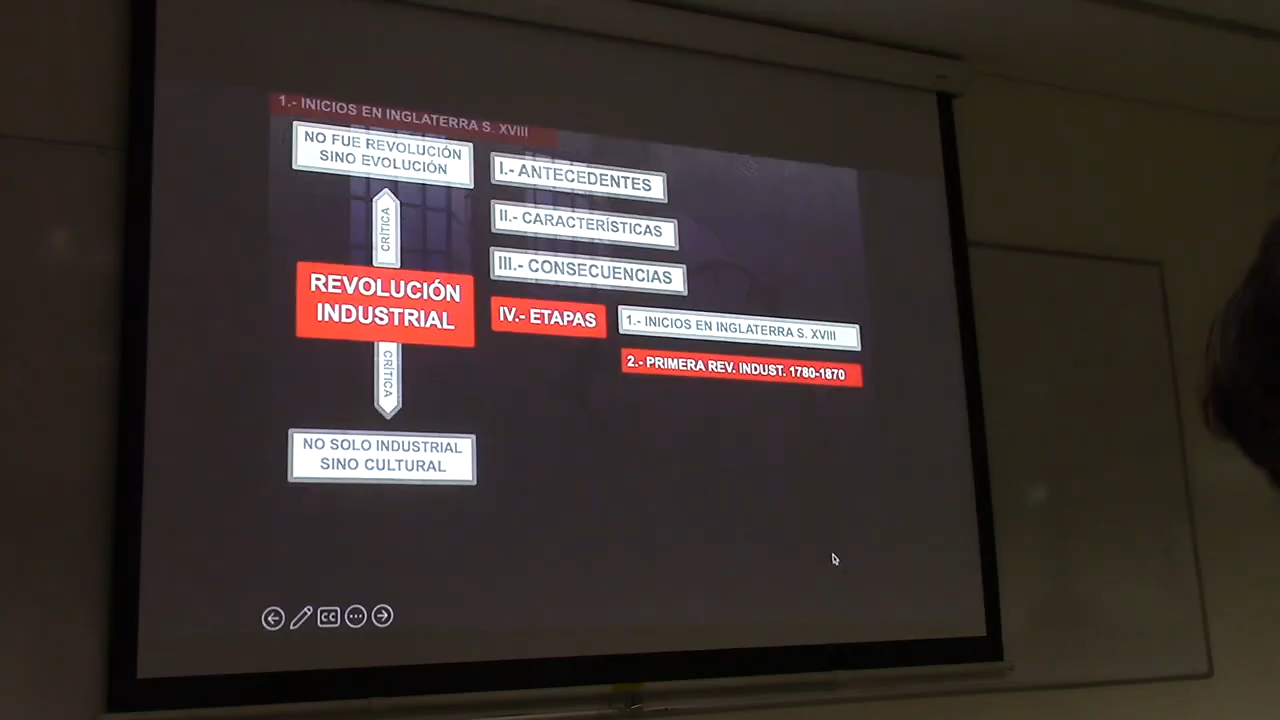 1.- INICIOS EN INGLATERRA S. XVIII
NO FUE REVOLUCIÓN
SINO EVOLUCIÓN
I.- ANTECEDENTES
II.- CARACTERÍSTICAS
CRÍTICA
III.- CONSECUENCIAS
REVOLUCIÓN
INDUSTRIAL
IV.- ETAPAS
1.- INICIOS EN INGLATERRA S. XVIII
2.- PRIMERA REV. INDUST. 1780-1870
CRÍTICA
NO SOLO INDUSTRIAL
SINO CULTURAL
CC